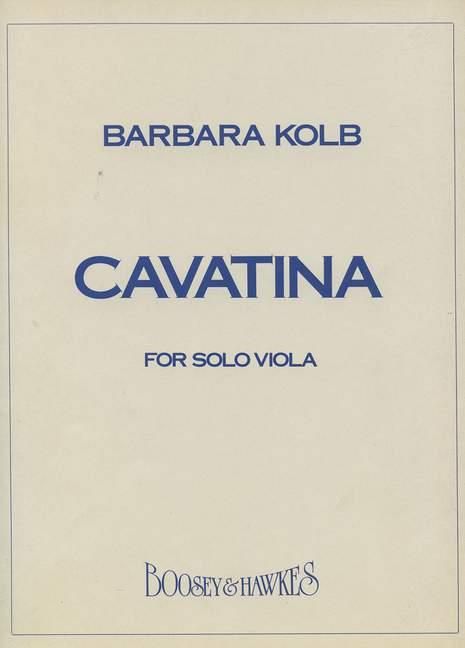 BARBARA KOLB
CAVATINA
FOR SOLO VIOLA
BOOSEY & HAWKES